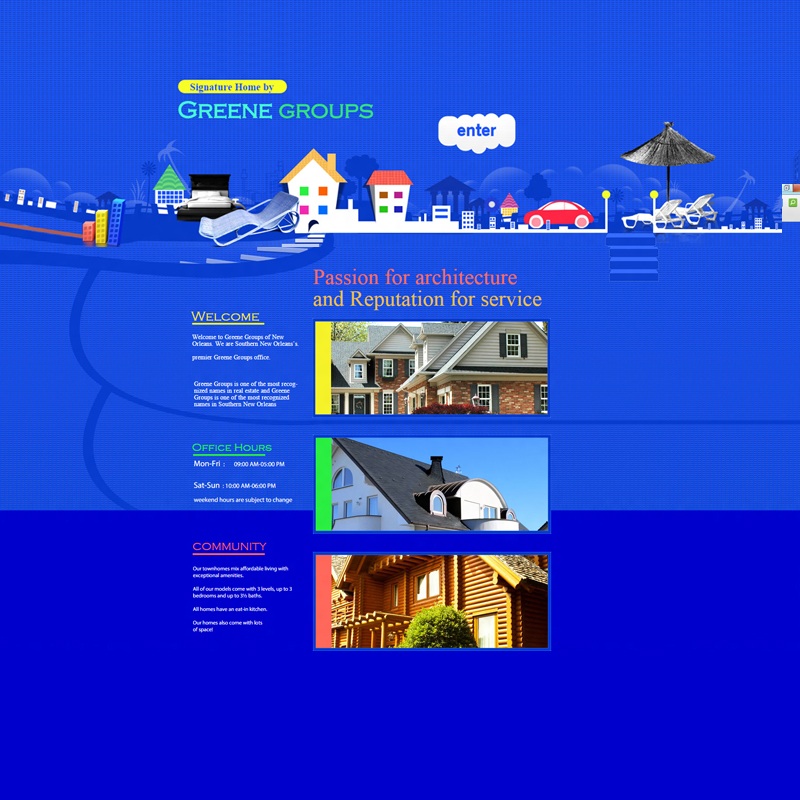 Signature Home by
GREENE GROUPS
enter
Passion for architecture
and Reputation for service
WELCOME
Welcome to Greene Groups of New
Orleans. We are Southern New Orleans's
premier Greene Groups office.
Greene Groups is one of the most recog-
nized names in real estate and Greene
Groups is one of the most recognized
names in Southern New Orleans
OFFICE HOURS
Mon-Fri : 09:00 AM-05:00 PM
Sat-Sun : 10:00 AM-06:00 PM
weekend hours are subject to change
COMMUNITY
Our townhomes mix affordable living with
exceptional amenities.
All of our models come with 3 levels, up to 3
bedrooms and up to 3½ baths.
All homes have an eat-in kitchen.
Our homes also come with lots
of space!